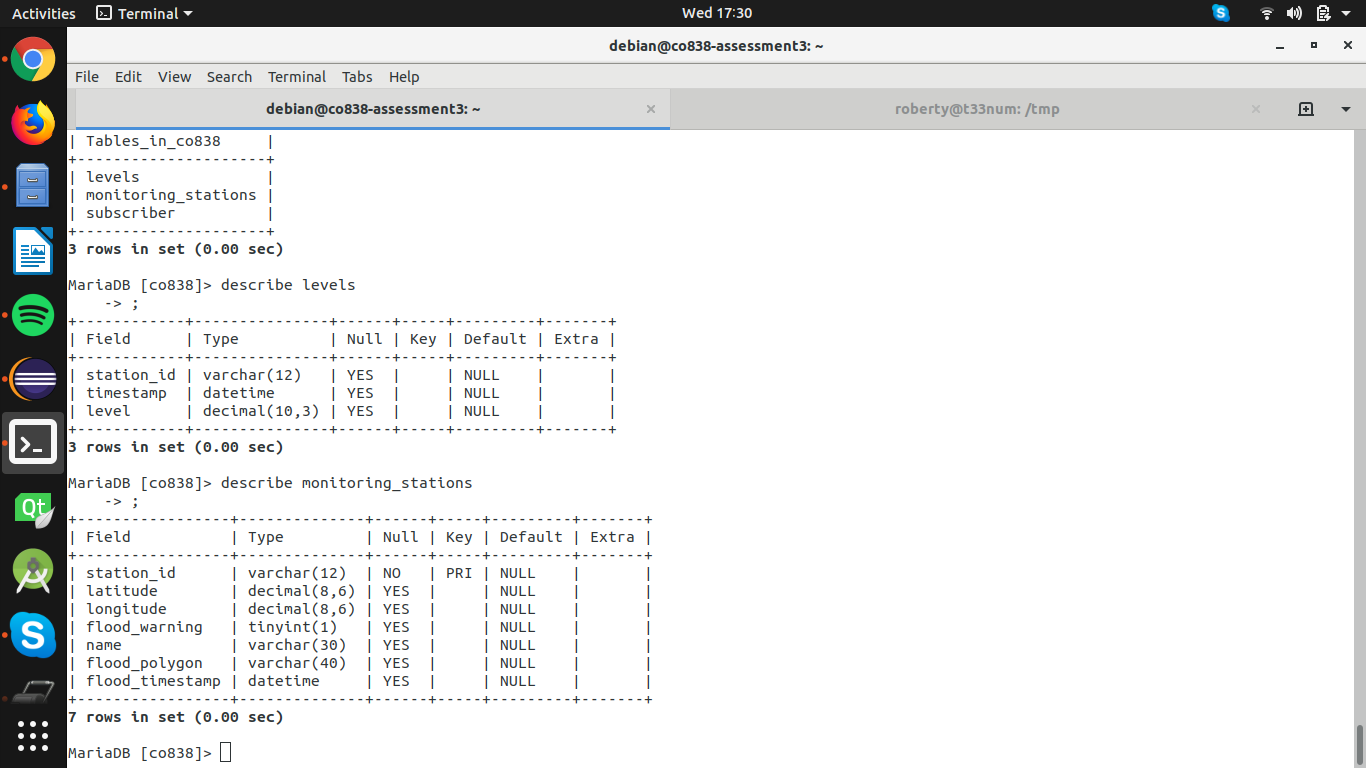 Activities Terminal Wed 17:30
debian@co838-assessment3: ~
File Edit View Search Terminal Tabs Help
debian@co838-assessment3: ~ × roberty@t33num: /tmp ×
| Tables_in_co838     |
+---------------------+
| levels              |
| monitoring_stations |
| subscriber          |
+---------------------+
3 rows in set (0.00 sec)

MariaDB [co838]> describe levels
    -> ;
+------------+---------------+------+-----+---------+-------+
| Field      | Type          | Null | Key | Default | Extra |
+------------+---------------+------+-----+---------+-------+
| station_id | varchar(12)   | YES  |     | NULL    |       |
| timestamp  | datetime      | YES  |     | NULL    |       |
| level      | decimal(10,3) | YES  |     | NULL    |       |
+------------+---------------+------+-----+---------+-------+
3 rows in set (0.00 sec)

MariaDB [co838]> describe monitoring_stations
    -> ;
+-----------------+--------------+------+-----+---------+-------+
| Field           | Type         | Null | Key | Default | Extra |
+-----------------+--------------+------+-----+---------+-------+
| station_id      | varchar(12)  | NO   | PRI | NULL    |       |
| latitude        | decimal(8,6) | YES  |     | NULL    |       |
| longitude       | decimal(8,6) | YES  |     | NULL    |       |
| flood_warning   | tinyint(1)   | YES  |     | NULL    |       |
| name            | varchar(30)  | YES  |     | NULL    |       |
| flood_polygon   | varchar(40)  | YES  |     | NULL    |       |
| flood_timestamp | datetime     | YES  |     | NULL    |       |
+-----------------+--------------+------+-----+---------+-------+
7 rows in set (0.00 sec)

MariaDB [co838]>
Qt
S
S